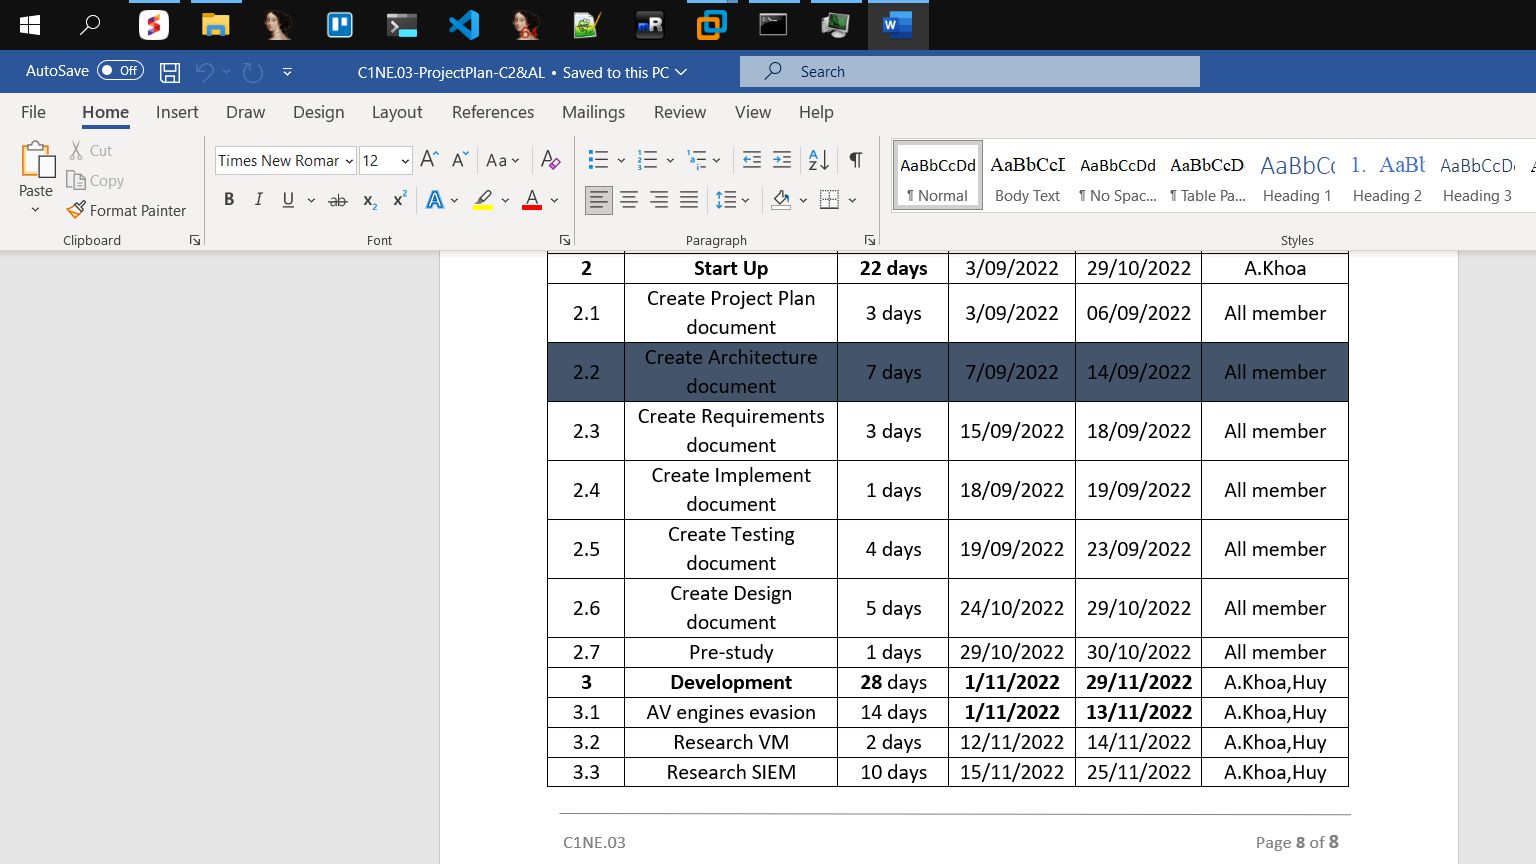 AutoSave Off C1NE.03-ProjectPlan-C2&AL • Saved to this PC Search
File Home Insert Draw Design Layout References Mailings Review View Help
Paste Cut Copy Format Painter
Clipboard
Times New Roman 12
Font
Paragraph
AaBbCcDd ¶ Normal
AaBbCcI Body Text
AaBbCcDd ¶ No Spac...
AaBbCcD ¶ Table Pa...
AaBbCc Heading 1
1. AaBb Heading 2
AaBbCcDc Heading 3
Styles
2 Start Up 22 days 3/09/2022 29/10/2022 A.Khoa
2.1 Create Project Plan document 3 days 3/09/2022 06/09/2022 All member
2.2 Create Architecture document 7 days 7/09/2022 14/09/2022 All member
2.3 Create Requirements document 3 days 15/09/2022 18/09/2022 All member
2.4 Create Implement document 1 days 18/09/2022 19/09/2022 All member
2.5 Create Testing document 4 days 19/09/2022 23/09/2022 All member
2.6 Create Design document 5 days 24/10/2022 29/10/2022 All member
2.7 Pre-study 1 days 29/10/2022 30/10/2022 All member
3 Development 28 days 1/11/2022 29/11/2022 A.Khoa,Huy
3.1 AV engines evasion 14 days 1/11/2022 13/11/2022 A.Khoa,Huy
3.2 Research VM 2 days 12/11/2022 14/11/2022 A.Khoa,Huy
3.3 Research SIEM 10 days 15/11/2022 25/11/2022 A.Khoa,Huy
C1NE.03 Page 8 of 8